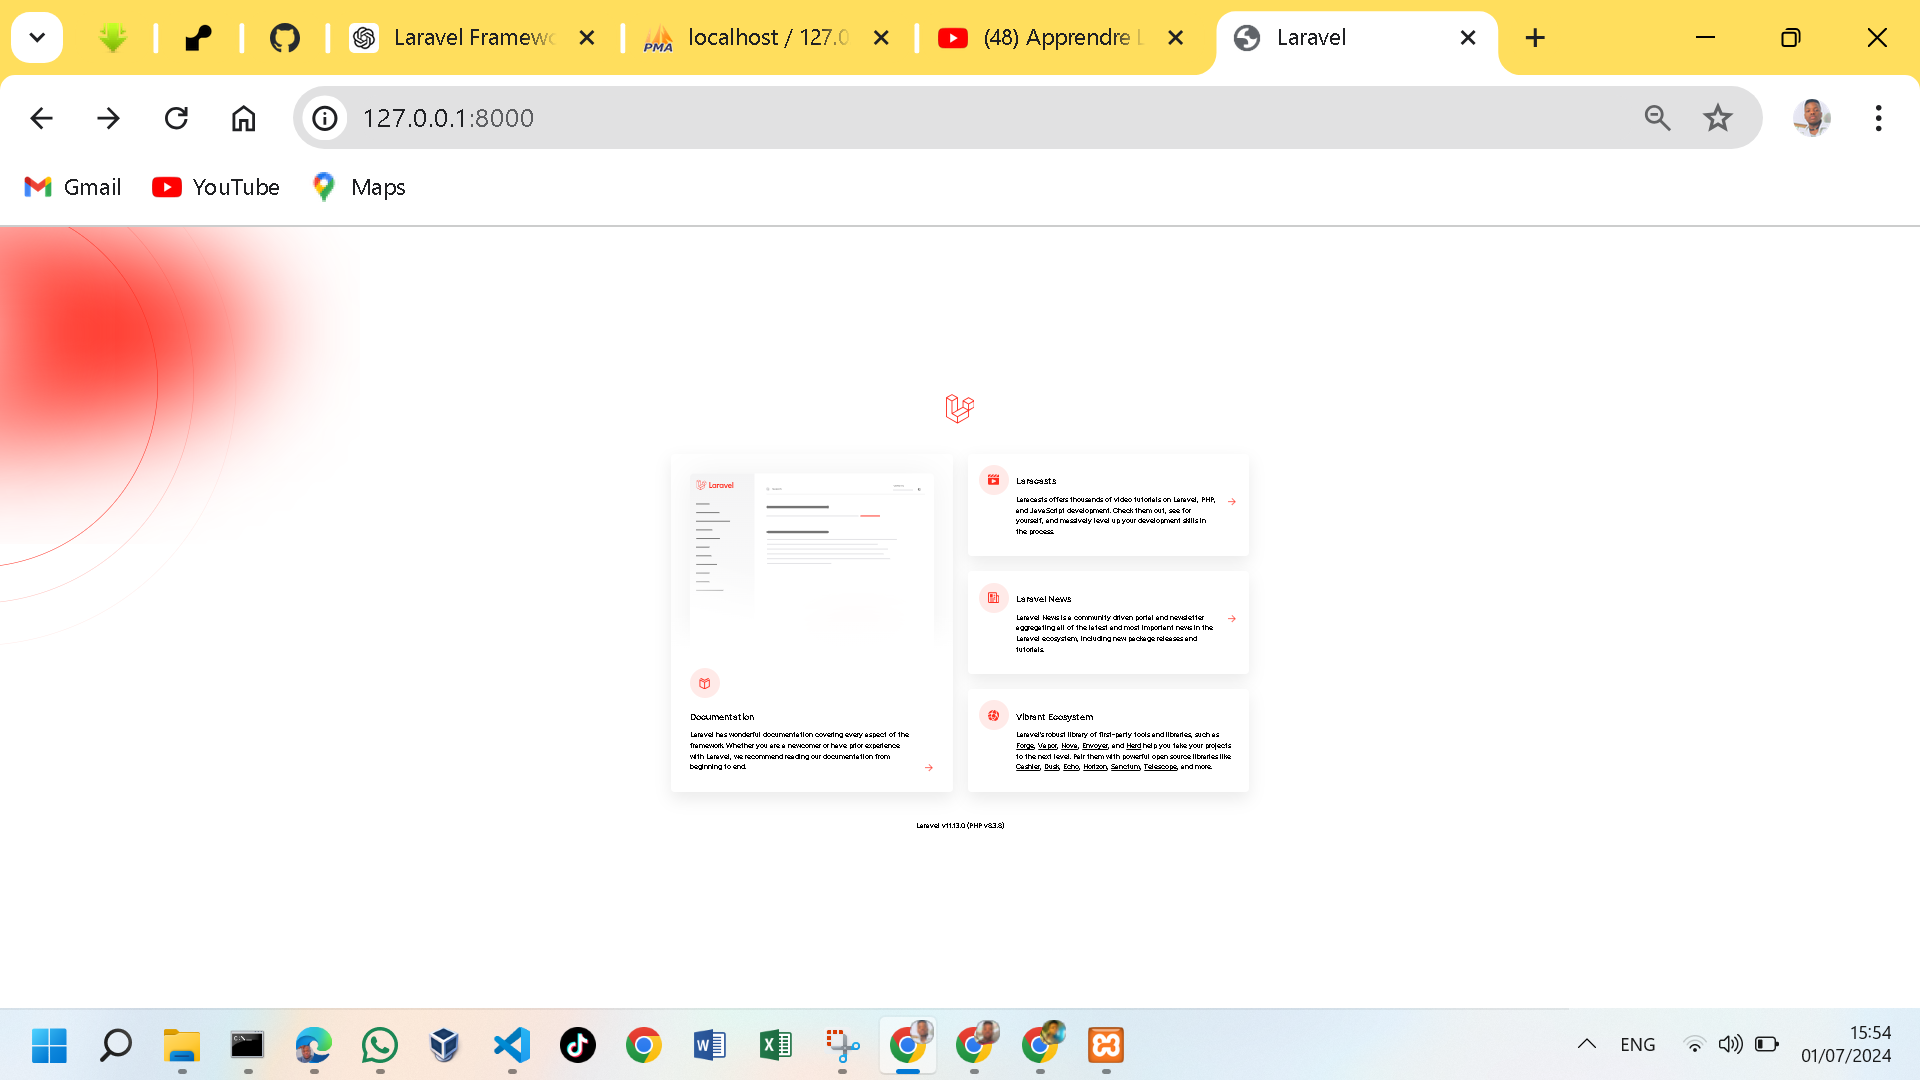 Laravel Framew
PMA
localhost / 127.0
(48) Apprendre L
Laravel
127.0.0.1:8000
Gmail
YouTube
Maps
Laravel
Documentation
Laravel has wonderful documentation covering every aspect of the
framework. Whether you are a newcomer or have prior experience
with Laravel, we recommend reading our documentation from
beginning to end.
Laracasts
Laracasts offers thousands of video tutorials on Laravel, PHP,
and JavaScript development. Check them out, see for
yourself, and massively level up your development skills in
the process.
Laravel News
Laravel News is a community driven portal and newsletter
aggregating all of the latest and most important news in the
Laravel ecosystem, including new package releases and
tutorials.
Vibrant Ecosystem
Laravel's robust library of first-party tools and libraries, such as
Forge, Vapor, Nova, Envoyer, and Herd help you take your projects
to the next level. Pair them with powerful open source libraries like
Cashier, Dusk, Echo, Horizon, Sanctum, Telescope, and more.
Laravel v11.13.0 (PHP v8.3.8)
ENG
15:54
01/07/2024